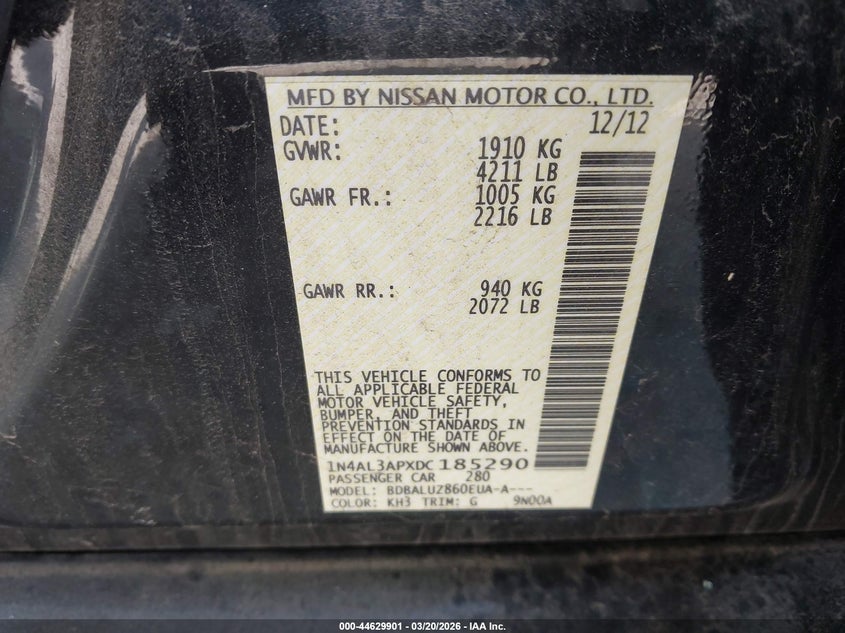 MFD BY NISSAN MOTOR CO., LTD.
DATE: 12/12
GVWR: 1910 KG
4211 LB
GAWR FR.: 1005 KG
2216 LB
GAWR RR.: 940 KG
2072 LB
THIS VEHICLE CONFORMS TO
ALL APPLICABLE FEDERAL
MOTOR VEHICLE SAFETY,
BUMPER, AND THEFT
PREVENTION STANDARDS IN
EFFECT ON THE DATE OF
MANUFACTURE SHOWN ABOVE.
1N4AL3APXDC 185290
PASSENGER CAR 280
MODEL: BDBALUZ860EUA-A---
COLOR: KH3 TRIM: G 9N00A
000-44629901 - 03/20/2026 - IAA Inc.